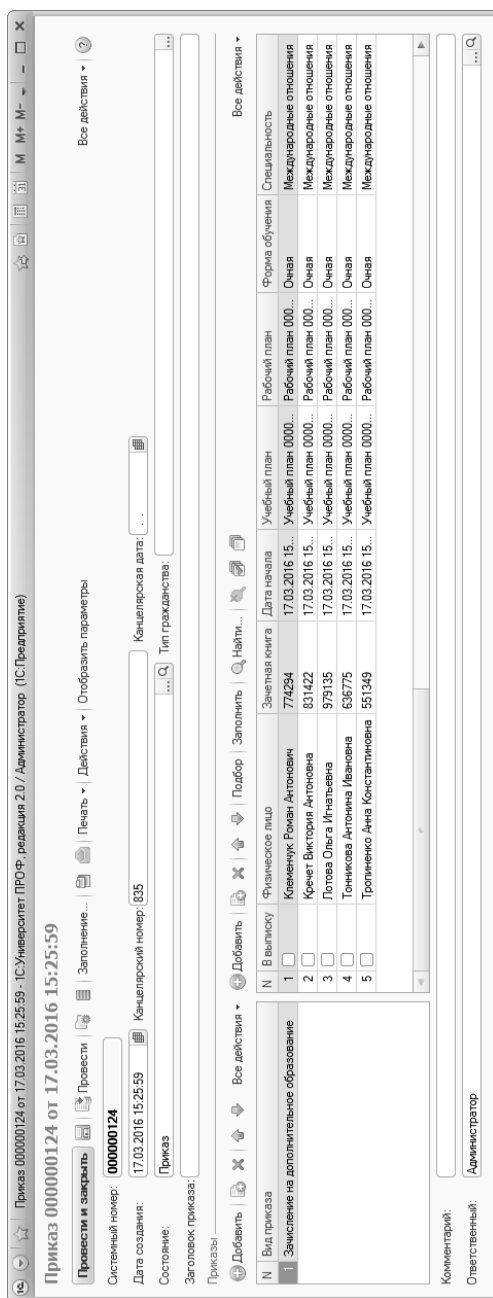 Приказ 000000124 от 17.03.2016 15:25:59 - 1С:Университет ПРОФ, редакция 2.0 / Администратор (1С:Предприятие) M M+ M-
Приказ 000000124 от 17.03.2016 15:25:59
Провести и закрыть Провести Заполнение... Печать Действия Отобразить параметры Все действия
Системный номер: 000000124
Дата создания: 17.03.2016 15:25:59 Канцелярский номер: 835 Канцелярская дата: . .
Состояние: Приказ ... Тип гражданства: ...
Заголовок приказа:
Приказы
Добавить Все действия Добавить Подбор Заполнить Найти... Все действия
N Вид приказа
1 Зачисление на дополнительное образование
N В выписку Физическое лицо Зачетная книга Дата начала Учебный план Рабочий план Форма обучения Специальность
1 Клеменчук Роман Антонович 774294 17.03.2016 15... Учебный план 0000... Рабочий план 000... Очная Международные отношения
2 Кречет Виктория Антоновна 831422 17.03.2016 15... Учебный план 0000... Рабочий план 000... Очная Международные отношения
3 Лотова Ольга Игнатьевна 979135 17.03.2016 15... Учебный план 0000... Рабочий план 000... Очная Международные отношения
4 Тонникова Антонина Ивановна 636775 17.03.2016 15... Учебный план 0000... Рабочий план 000... Очная Международные отношения
5 Тропиненко Анна Константиновна 551349 17.03.2016 15... Учебный план 0000... Рабочий план 000... Очная Международные отношения
Комментарий:
Ответственный: Администратор ...